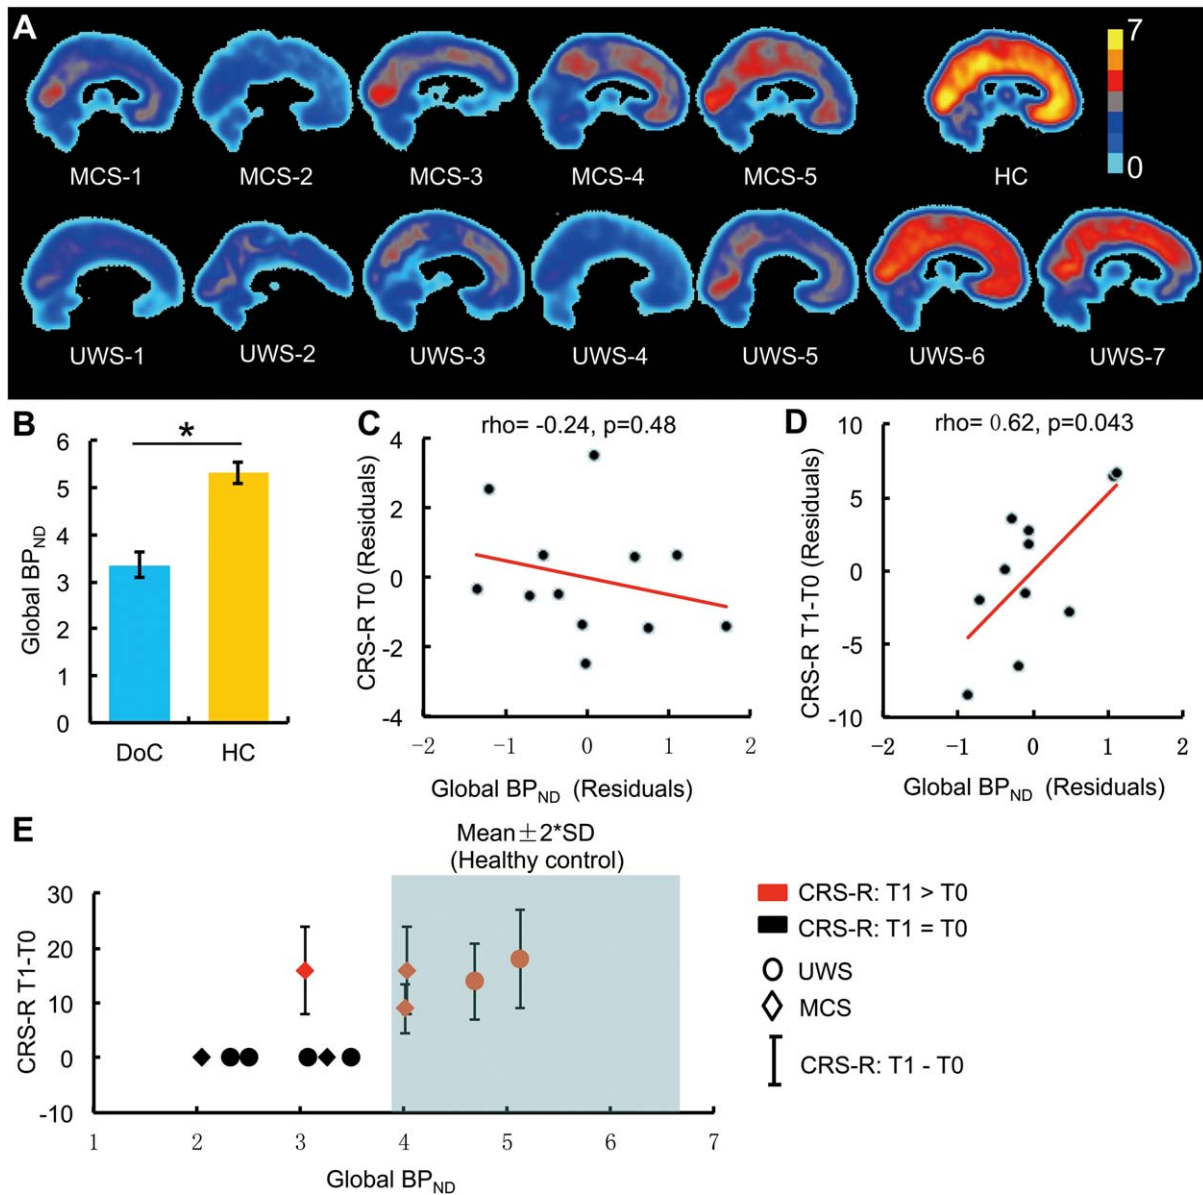 A
7
0
MCS-1 MCS-2 MCS-3 MCS-4 MCS-5 HC
UWS-1 UWS-2 UWS-3 UWS-4 UWS-5 UWS-6 UWS-7
B
*
6
5
4
3
2
1
0
Global BPND
DoC HC
C
rho= -0.24, p=0.48
4
2
0
-2
-4
CRS-R T0 (Residuals)
-2 -1 0 1 2
Global BPND (Residuals)
D
rho= 0.62, p=0.043
10
5
0
-5
-10
CRS-R T1-T0 (Residuals)
-2 -1 0 1 2
Global BPND (Residuals)
E
Mean±2*SD
(Healthy control)
30
20
10
0
-10
CRS-R T1-T0
1 2 3 4 5 6 7
Global BPND
CRS-R: T1 > T0
CRS-R: T1 = T0
UWS
MCS
CRS-R: T1 - T0